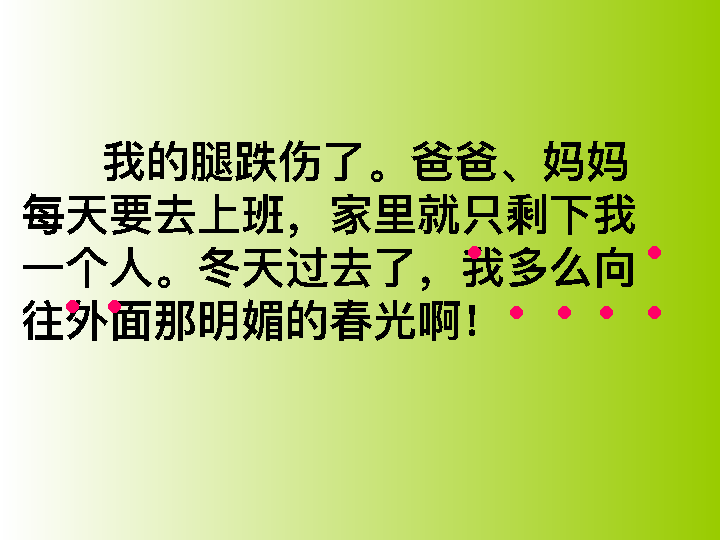 我的腿跌伤了。爸爸、妈妈
每天要去上班，家里就只剩下我
一个人。冬天过去了，我多么向
往外面那明媚的春光啊！